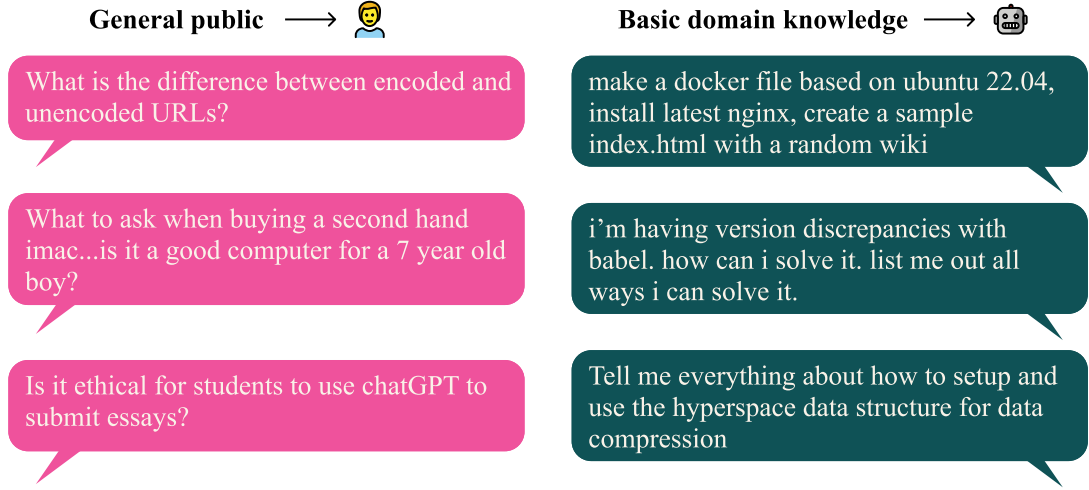 General public
What is the difference between encoded and
unencoded URLs?
What to ask when buying a second hand
imac...is it a good computer for a 7 year old
boy?
Is it ethical for students to use chatGPT to
submit essays?
Basic domain knowledge
make a docker file based on ubuntu 22.04,
install latest nginx, create a sample
index.html with a random wiki
i’m having version discrepancies with
babel. how can i solve it. list me out all
ways i can solve it.
Tell me everything about how to setup and
use the hyperspace data structure for data
compression